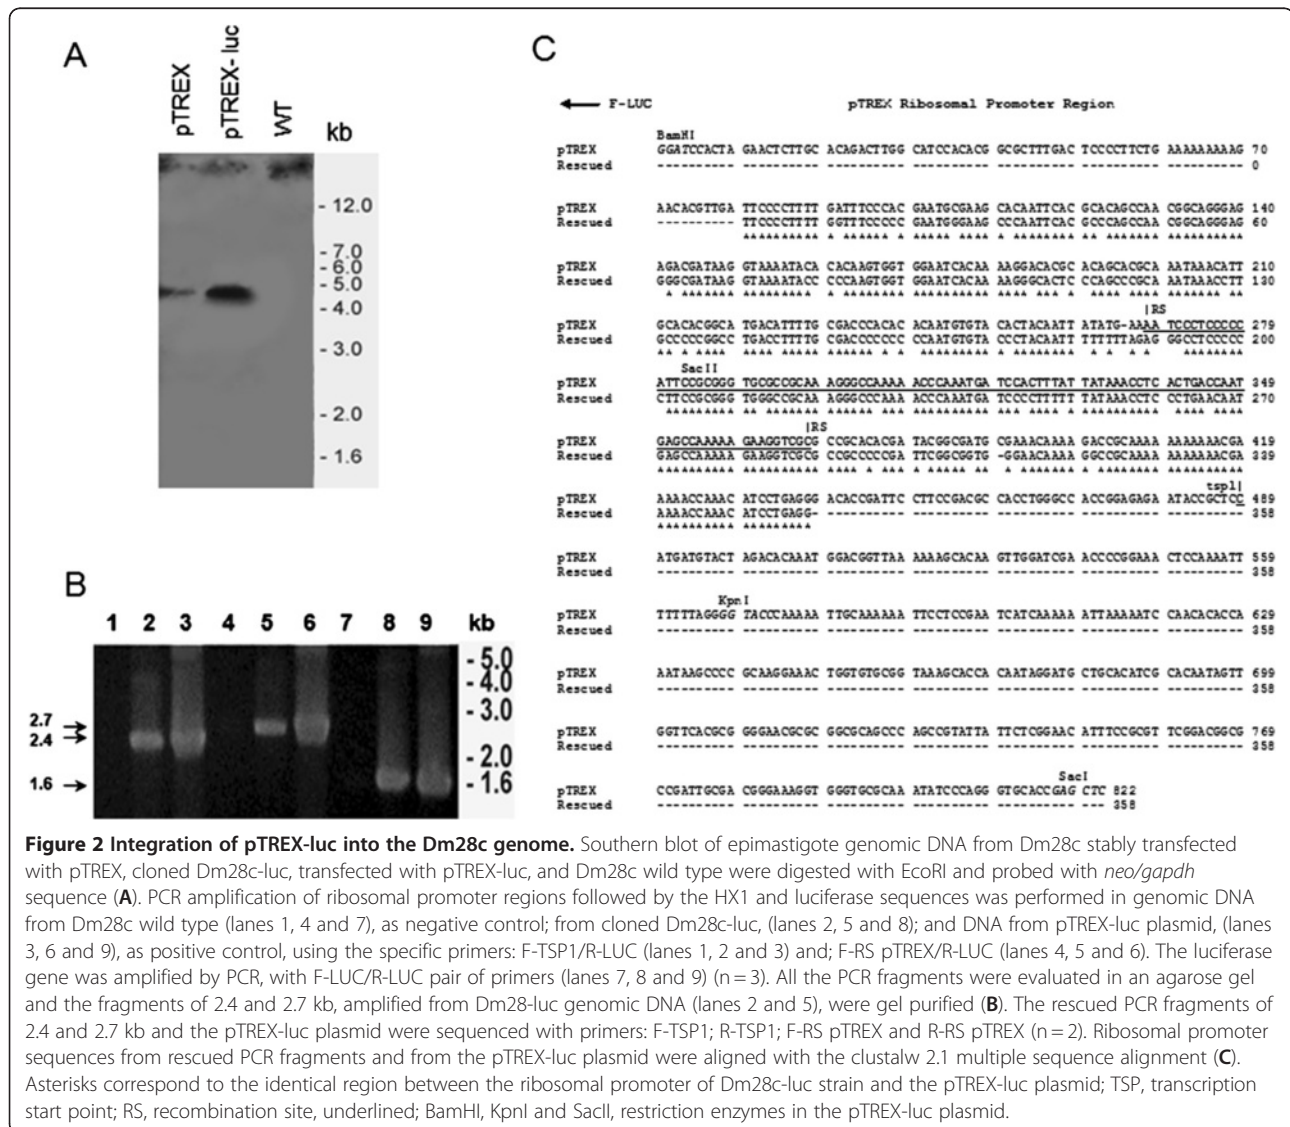 A
pTREX
pTREX-luc
WT
kb
- 12.0
- 7.0
- 6.0
- 5.0
- 4.0
- 3.0
- 2.0
- 1.6
B
1 2 3 4 5 6 7 8 9 kb
- 5.0
- 4.0
- 3.0
- 2.0
- 1.6
2.7
2.4
1.6
C
F-LUC pTREX Ribosomal Promoter Region
BamHI
pTREX GGATCCACTA GAACTCTTGC ACAGACTTGG CATCCACACG GCGCTTTGAC TCCCCTTCTG AAAAAAAAAG 70
Rescued ---------- ---------- ---------- ---------- ---------- ---------- ---------- 0
pTREX AACACGTTGA TTCCCCTTTT GATTTCCCAC GAATGCGAAG CACAATTCAC GCACAGCCAA CGGCAGGGAG 140
Rescued ---------- TTCCCCTTTT GGTTTCCCCC GAATGGGAAG CCCAATTCAC GCCCAGCCAA CGGCAGGGAG 60
pTREX AGACGATAAG GTAAAATACA CACAAGTGGT GGAATCACAA AAGGACACGC ACAGCACGCA AATAAACATT 210
Rescued GGGCGATAAG GTAAAATACC CCCAAGTGGT GGAATCACAA AAGGGCACTC CCAGCCCGCA AATAAACCTT 130
|RS
pTREX GCACACGGCA TGACATTTTG CGACCCACAC ACAATGTGTA CACTACAATT ATATG-AAAA TCCCTCCCCC 279
Rescued GCCCCCGGCC TGACCTTTTG CGACCCCCCC CCAATGTGTA CCCTACAATT TTTTTTAGAG GGCCTCCCCC 200
SacII
pTREX ATTCCGCGGG TGCGCCGCAA AGGGCCAAAA ACCCAAATGA TCCACTTTAT TATAAACCTC ACTGACCAAT 349
Rescued CTTCCGCGGG TGGGCCGCAA AGGGCCCAAA ACCCAAATGA TCCCCTTTTT TATAAACCTC CCTGAACAAT 270
|RS
pTREX GAGCCAAAAA GAAGGTCGCG CCGCACACGA TACGGCGATG CGAAACAAAA GACCGCAAAA AAAAAAACGA 419
Rescued GAGCCAAAAA GAAGGTCGCG CCGCCCCCGA TTCGGCGGTG -GGAACAAAA GGCCGCAAAA AAAAAAACGA 339
tsp1|
pTREX AAAACCAAAC ATCCTGAGGG ACACCGATTC CTTCCGACGC CACCTGGGCC ACCGGAGAGA ATACCGCTCC 489
Rescued AAAACCAAAC ATCCTGAGG- ---------- ---------- ---------- ---------- ---------- 358
pTREX ATGATGTACT AGACACAAAT GGACGGTTAA AAAAGCACAA GTTGGATCGA ACCCCGGAAA CTCCAAAATT 559
Rescued ---------- ---------- ---------- ---------- ---------- ---------- ---------- 358
KpnI
pTREX TTTTTAGGGG TACCCAAAAA ATTGCAAAAAA TTCCTCCGAA TCATCAAAAA ATTAAAAATC CAACACACCA 629
Rescued ---------- ---------- ---------- ---------- ---------- ---------- ---------- 358
pTREX AATAAGCCCC GCAAGGAAAC TGGTGTGCGG TAAAGCACCA CAATAGGATG CTGCACATCG CACAATAGTT 699
Rescued ---------- ---------- ---------- ---------- ---------- ---------- ---------- 358
pTREX GGTTCACGCG GGGAACGCGC GGCGCAGCCC AGCCGTATTA TTCTCGGAAC ATTTCCGCGT TCGGACGGCG 769
Rescued ---------- ---------- ---------- ---------- ---------- ---------- ---------- 358
SacI
pTREX CCGATTGCGA CGGGAAAGGT GGGTGCGCAA ATATCCCAGG GTGCACCGAG CTC 822
Rescued ---------- ---------- ---------- ---------- ---------- --- 358
Figure 2 Integration of pTREX-luc into the Dm28c genome. Southern blot of epimastigote genomic DNA from Dm28c stably transfected
with pTREX, cloned Dm28c-luc, transfected with pTREX-luc, and Dm28c wild type were digested with EcoRI and probed with neo/gapdh
sequence (A). PCR amplification of ribosomal promoter regions followed by the HX1 and luciferase sequences was performed in genomic DNA
from Dm28c wild type (lanes 1, 4 and 7), as negative control; from cloned Dm28c-luc, (lanes 2, 5 and 8); and DNA from pTREX-luc plasmid, (lanes
3, 6 and 9), as positive control, using the specific primers: F-TSP1/R-LUC (lanes 1, 2 and 3) and; F-RS pTREX/R-LUC (lanes 4, 5 and 6). The luciferase
gene was amplified by PCR, with F-LUC/R-LUC pair of primers (lanes 7, 8 and 9) (n = 3). All the PCR fragments were evaluated in an agarose gel
and the fragments of 2.4 and 2.7 kb, amplified from Dm28-luc genomic DNA (lanes 2 and 5), were gel purified (B). The rescued PCR fragments of
2.4 and 2.7 kb and the pTREX-luc plasmid were sequenced with primers: F-TSP1; R-TSP1; F-RS pTREX and R-RS pTREX (n = 2). Ribosomal promoter
sequences from rescued PCR fragments and from the pTREX-luc plasmid were aligned with the clustalw 2.1 multiple sequence alignment (C).
Asterisks correspond to the identical region between the ribosomal promoter of Dm28c-luc strain and the pTREX-luc plasmid; TSP, transcription
start point; RS, recombination site, underlined; BamHI, KpnI and SacII, restriction enzymes in the pTREX-luc plasmid.